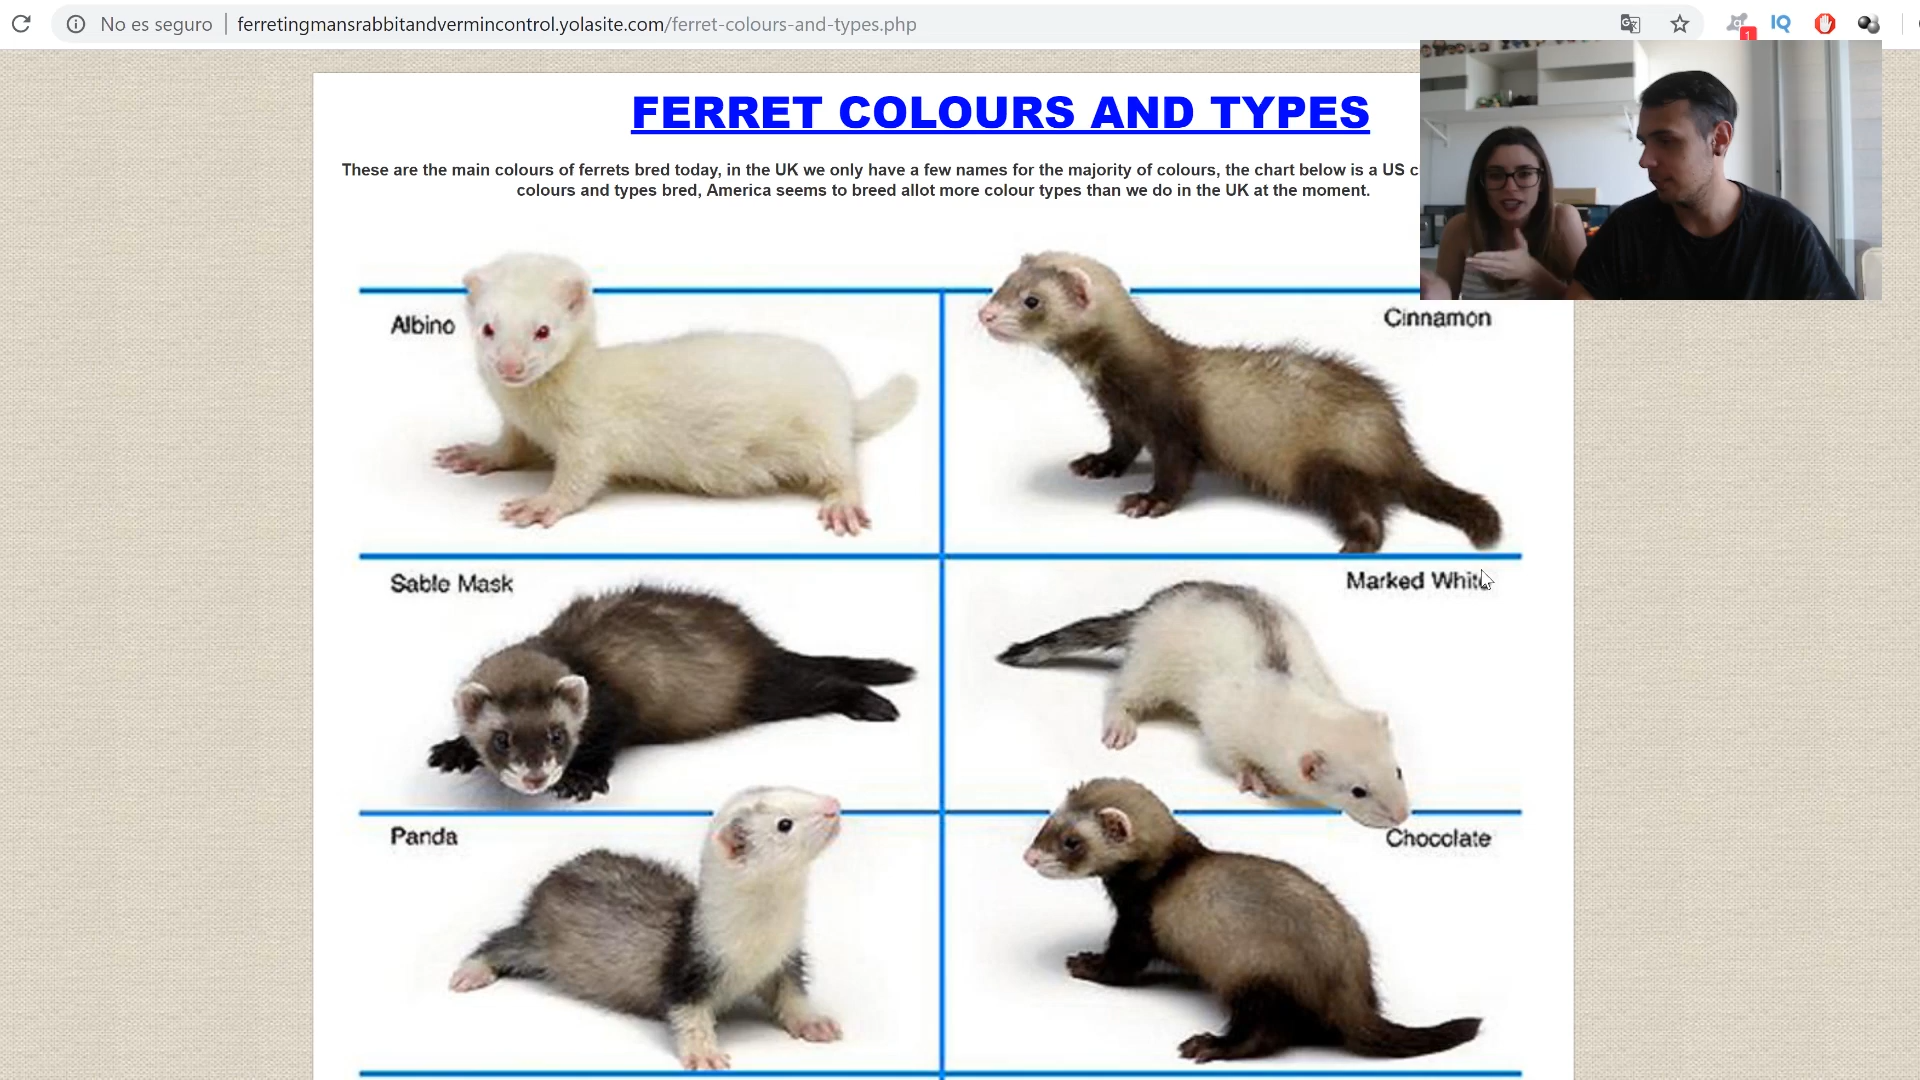 No es seguro
ferretingmansrabbitandvermincontrol.yolasite.com/ferret-colours-and-types.php
1
IQ
FERRET COLOURS AND TYPES
These are the main colours of ferrets bred today, in the UK we only have a few names for the majority of colours, the chart below is a US c
colours and types bred, America seems to breed allot more colour types than we do in the UK at the moment.
Albino
Cinnamon
Sable Mask
Marked White
Panda
Chocolate